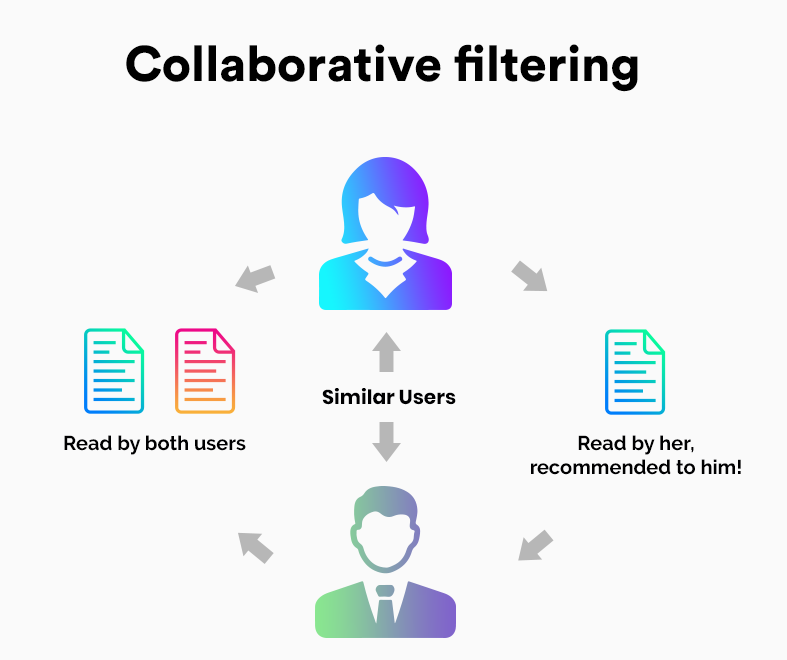 Collaborative filtering
Similar Users
Read by both users
Read by her,
recommended to him!